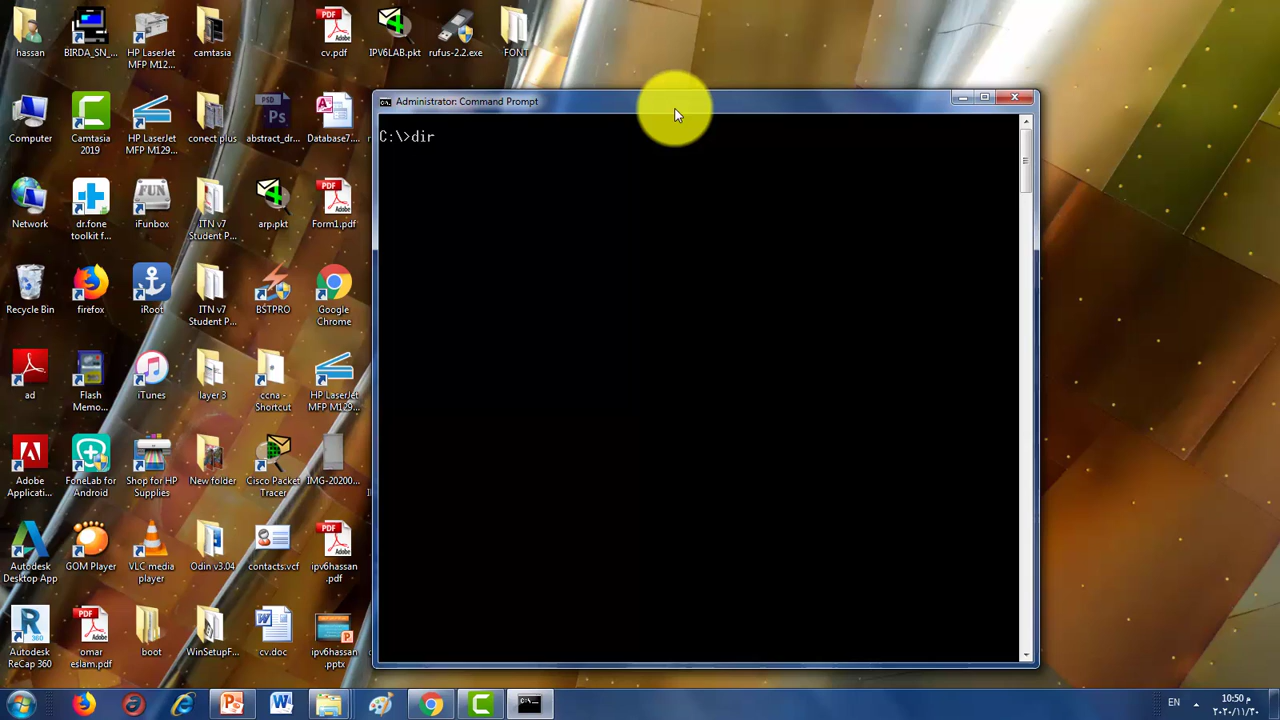 hassan
BIRDA_SN_...
HP LaserJet
MFP M12...
camtasia
cv.pdf
IPV6LAB.pkt
rufus-2.2.exe
FONT
Computer
Camtasia
2019
HP LaserJet
MFP M129...
conect plus
abstract_dr...
Database7....
Administrator: Command Prompt
C:\>dir
Network
dr.fone
toolkit f...
iFunbox
ITN v7
Student P...
arp.pkt
Form1.pdf
Recycle Bin
firefox
iRoot
ITN v7
Student P...
BSTPRO
Google
Chrome
ad
Flash
Memo...
iTunes
layer 3
ccna -
Shortcut
HP LaserJet
MFP M129...
Adobe
Applicati...
FoneLab for
Android
Shop for HP
Supplies
New folder
Cisco Packet
Tracer
IMG-20200...
Autodesk
Desktop App
GOM Player
VLC media
player
Odin v3.04
contacts.vcf
ipv6hassan
.pdf
Autodesk
ReCap 360
omar
eslam.pdf
boot
WinSetupF...
cv.doc
ipv6hassan
.pptx
EN
10:50 م
٢٠٢٠/١١/٣٠